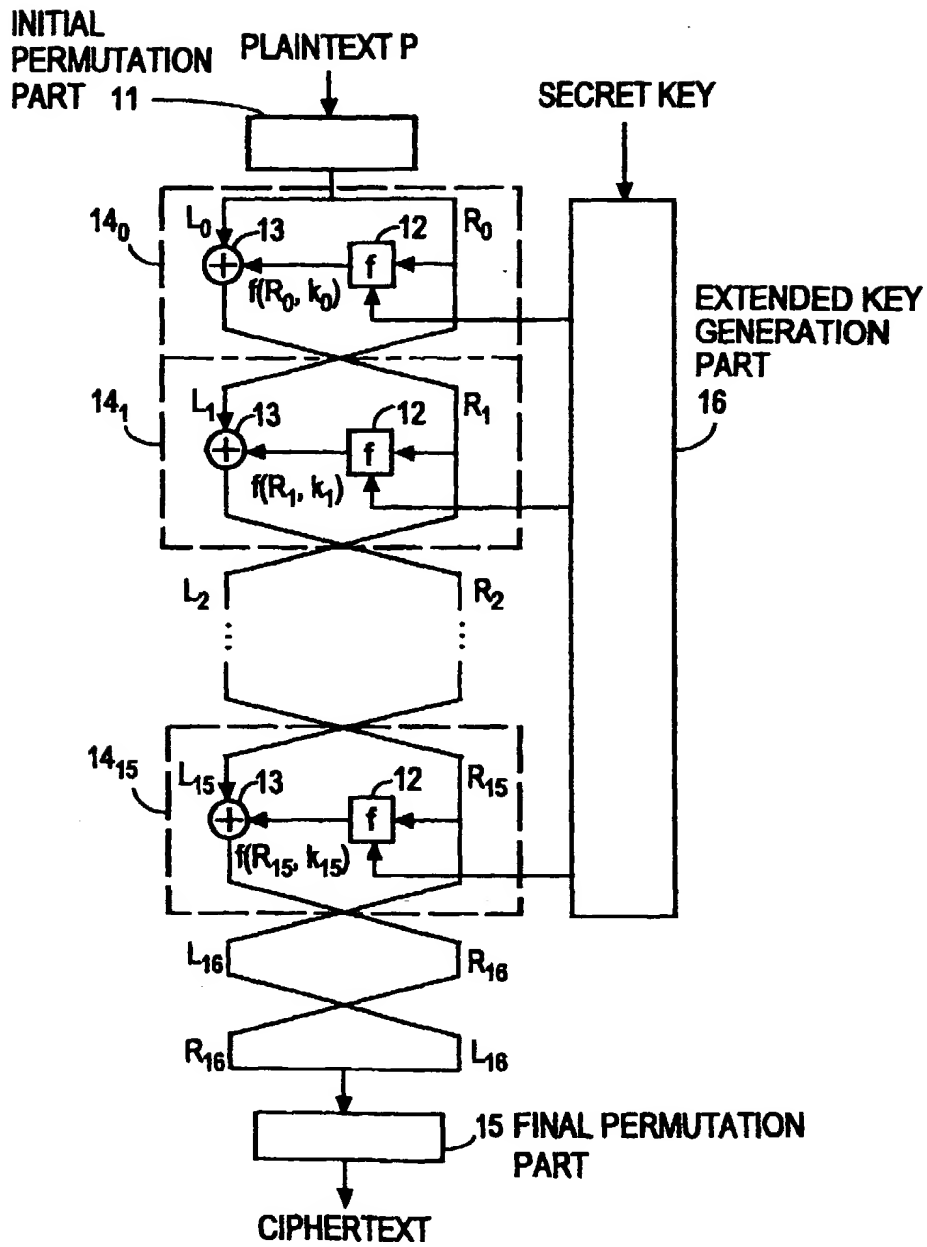 INITIAL
PERMUTATION
PART 11
PLAINTEXT P
SECRET KEY
14₀
L₀
13
12
R₀
+
f
f(R₀, k₀)
EXTENDED KEY
GENERATION
PART
16
14₁
L₁
13
12
R₁
+
f
f(R₁, k₁)
L₂
R₂
14₁₅
L₁₅
13
12
R₁₅
+
f
f(R₁₅, k₁₅)
L₁₆
R₁₆
R₁₆
L₁₆
15 FINAL PERMUTATION
PART
CIPHERTEXT